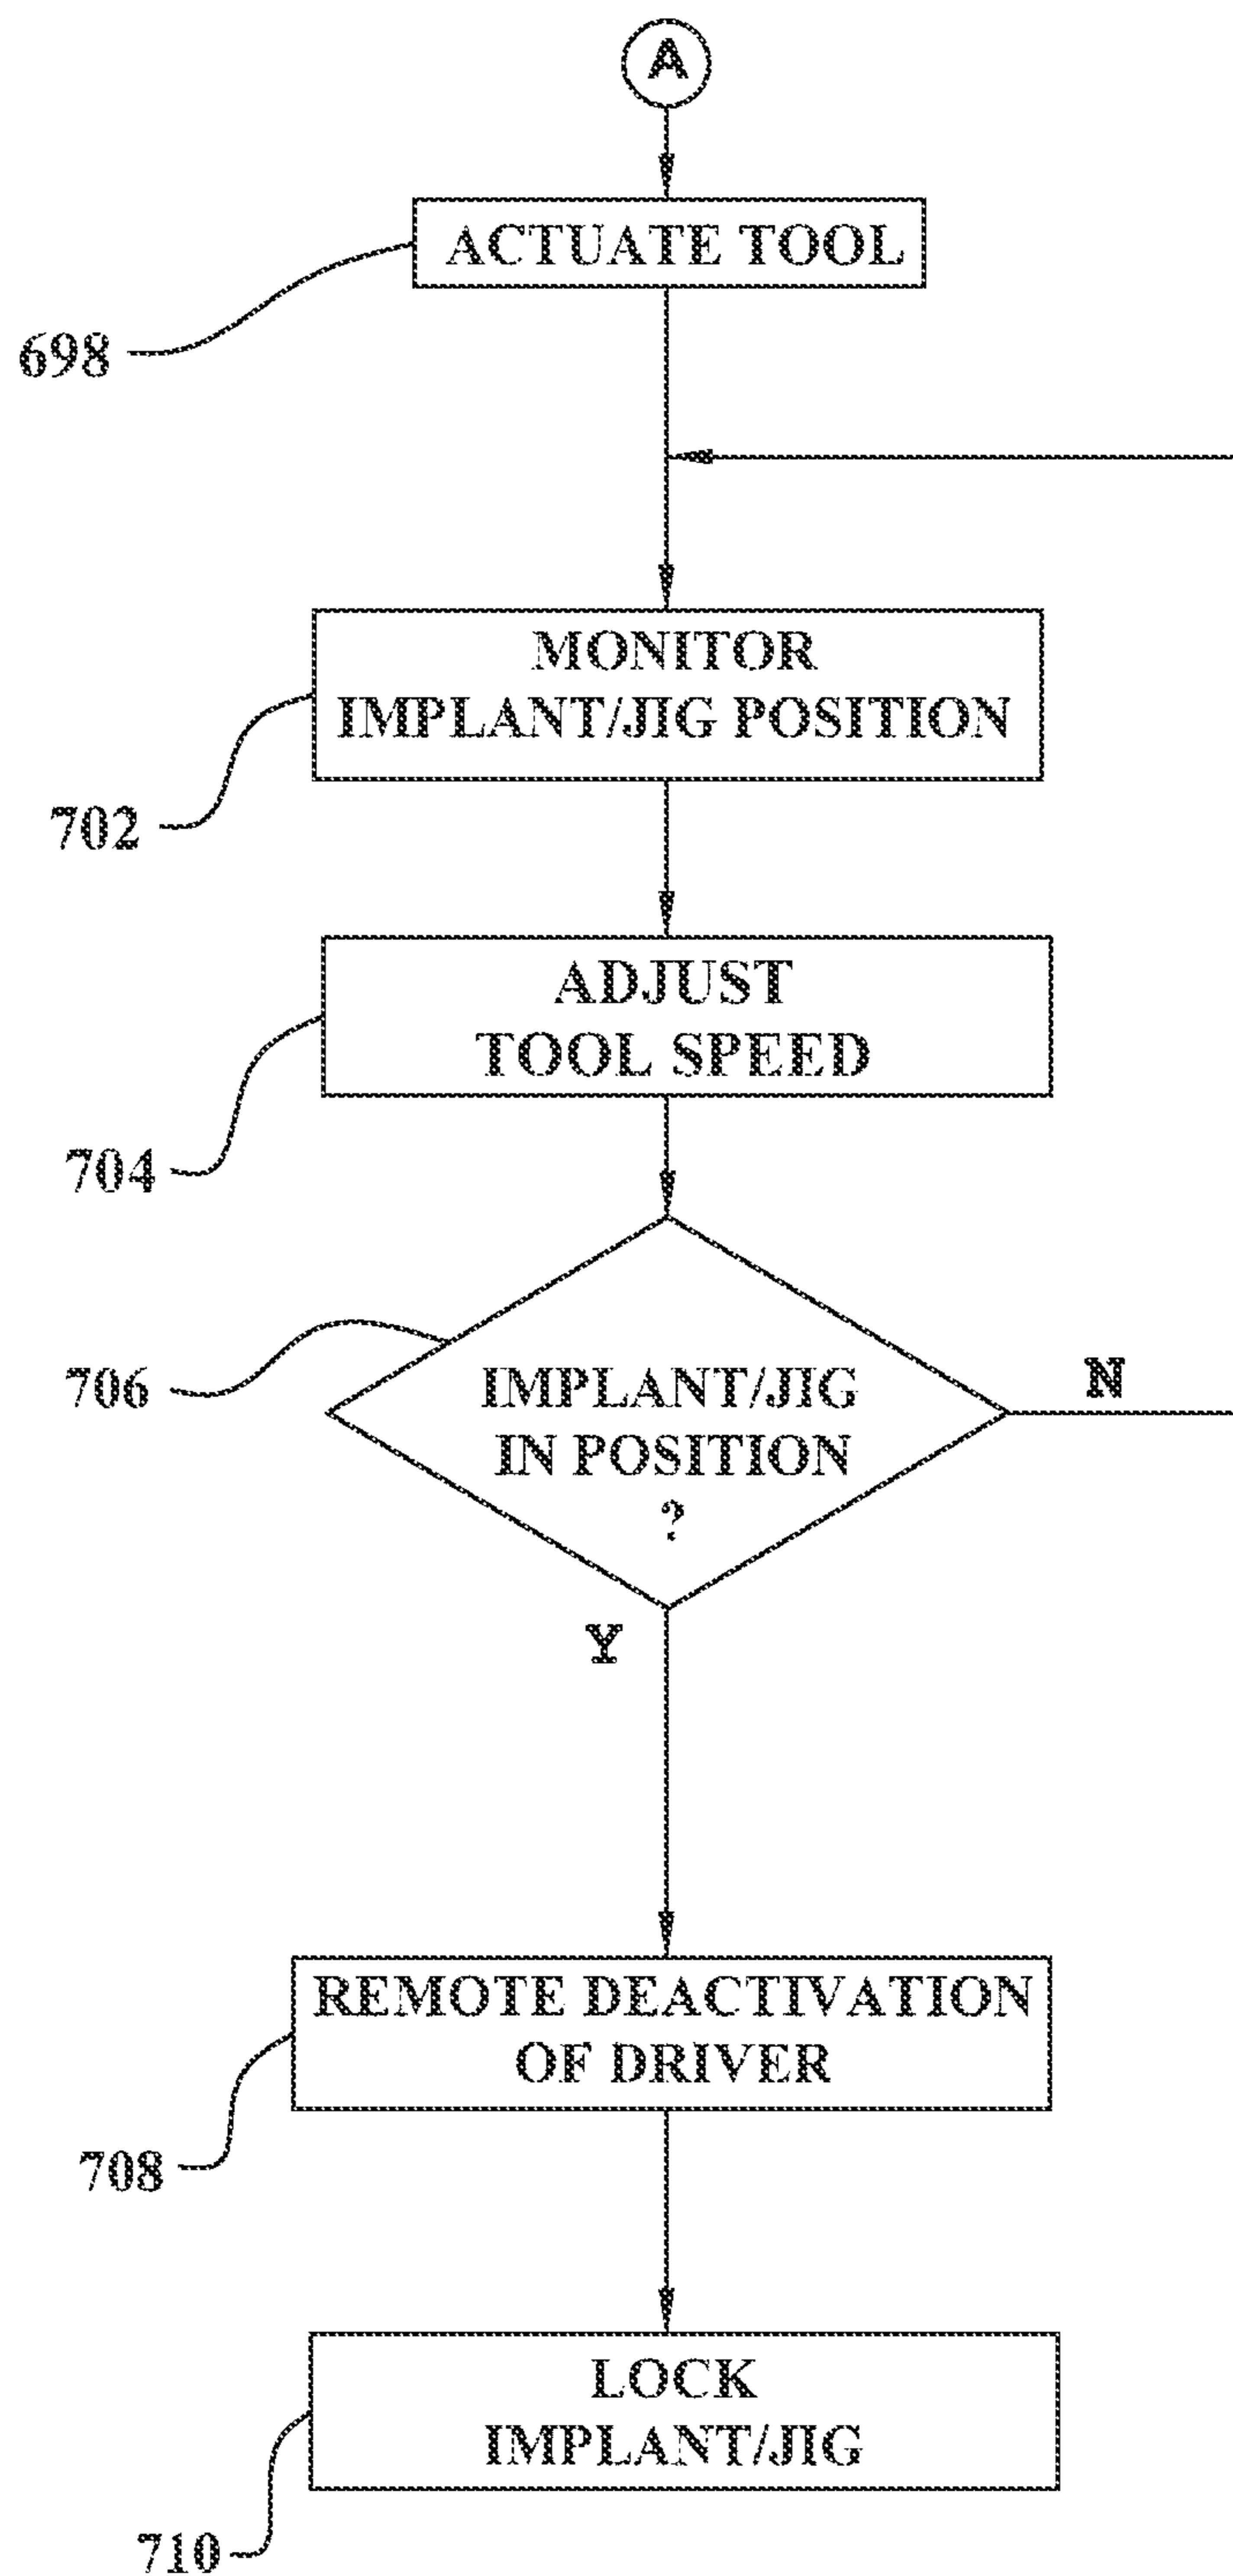 A
ACTUATE TOOL
698
MONITOR
IMPLANT/JIG POSITION
702
ADJUST
TOOL SPEED
704
706
IMPLANT/JIG
IN POSITION
?
N
Y
REMOTE DEACTIVATION
OF DRIVER
708
LOCK
IMPLANT/JIG
710